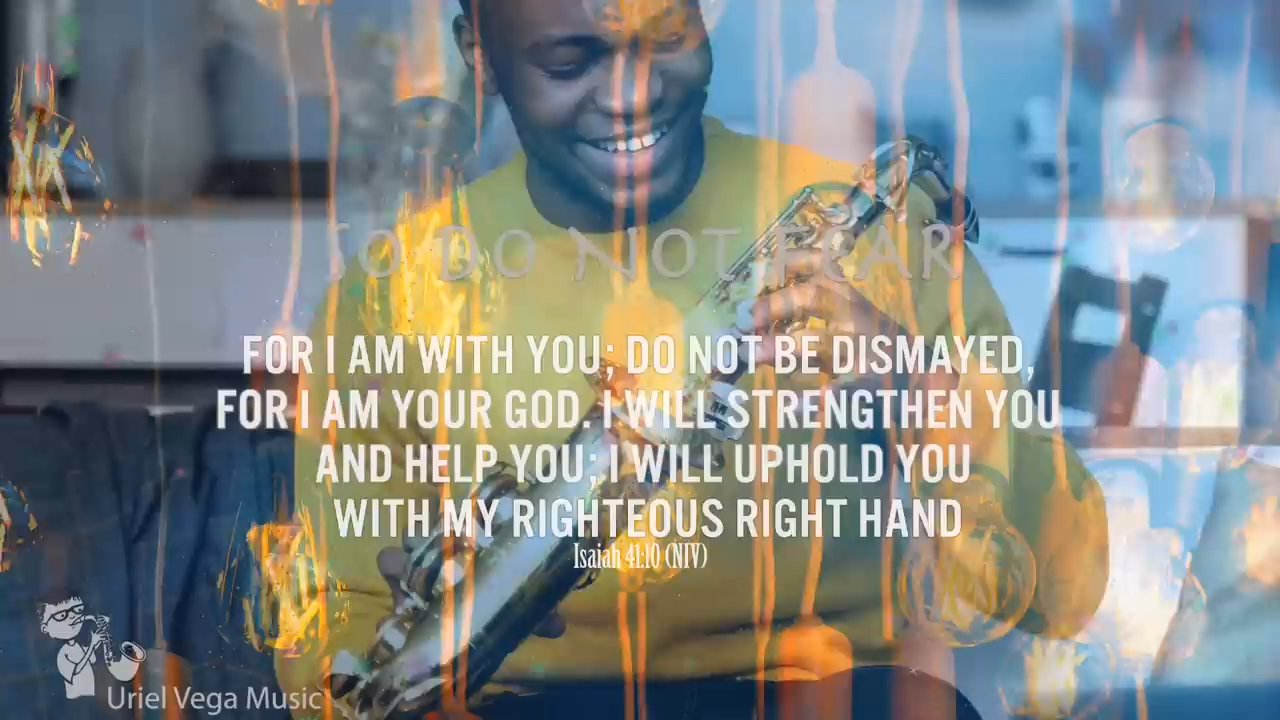 SO DO NOT FEAR
FOR I AM WITH YOU; DO NOT BE DISMAYED,
FOR I AM YOUR GOD. I WILL STRENGTHEN YOU
AND HELP YOU; I WILL UPHOLD YOU
WITH MY RIGHTEOUS RIGHT HAND
Isaiah 41:10 (NIV)
Uriel Vega Music